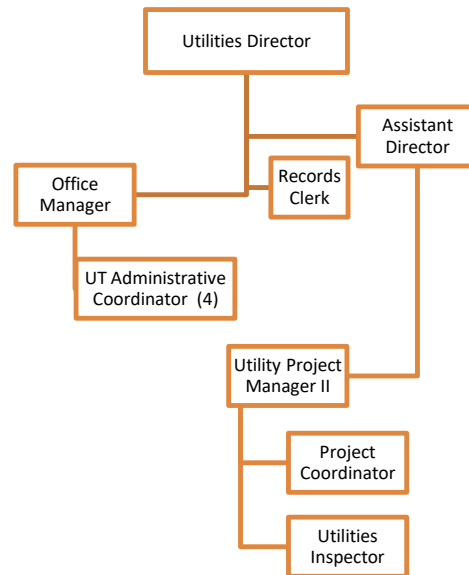 Utilities Director
Assistant
Director
Office
Manager
Records
Clerk
UT Administrative
Coordinator (4)
Utility Project
Manager II
Project
Coordinator
Utilities
Inspector